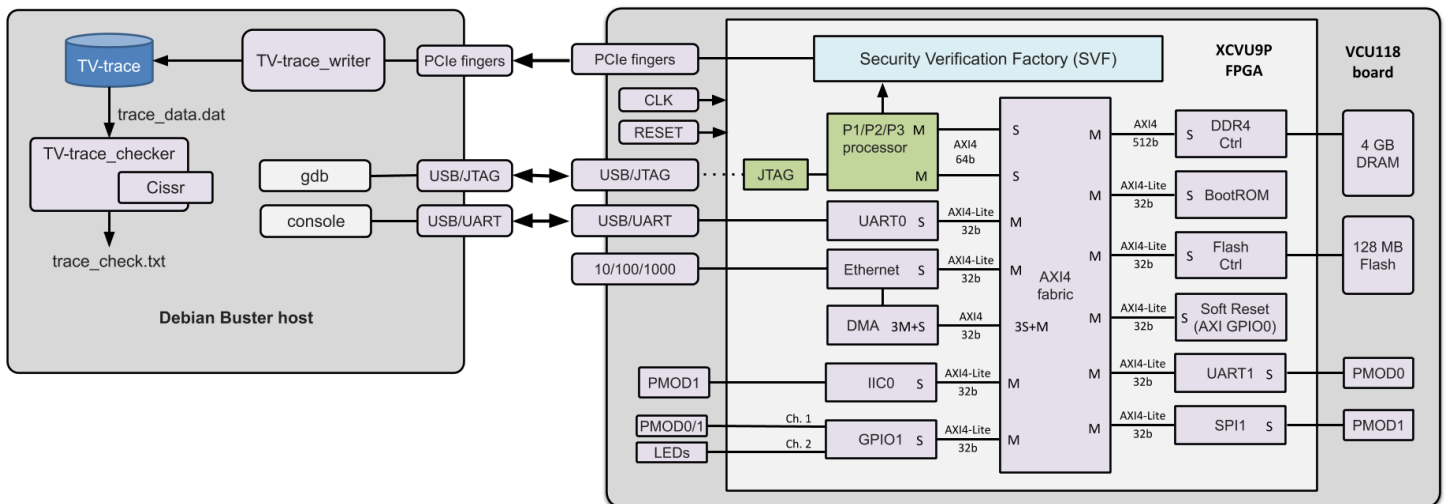 TV-trace
TV-trace_writer
PCIe fingers
PCIe fingers
Security Verification Factory (SVF)
XCVU9P
FPGA
VCU118
board
trace_data.dat
TV-trace_checker
Cissr
trace_check.txt
gdb
console
USB/JTAG
USB/UART
Debian Buster host
CLK
RESET
USB/JTAG
USB/UART
10/100/1000
PMOD1
PMOD0/1
LEDs
Ch. 1
Ch. 2
JTAG
P1/P2/P3 M
processor
M
AXI4
64b
S
S
UART0 S
AXI4-Lite
32b
M
Ethernet S
AXI4-Lite
32b
M
DMA 3M+S
AXI4
32b
3S+M
IIC0 S
AXI4-Lite
32b
M
GPIO1 S
AXI4-Lite
32b
M
AXI4
fabric
M
AXI4
512b
S DDR4
Ctrl
4 GB
DRAM
M
AXI4-Lite
32b
S BootROM
M
AXI4-Lite
32b
S Flash
Ctrl
128 MB
Flash
M
AXI4-Lite
32b
S Soft Reset
(AXI GPIO0)
M
AXI4-Lite
32b
UART1 S
PMOD0
M
AXI4-Lite
32b
SPI1 S
PMOD1